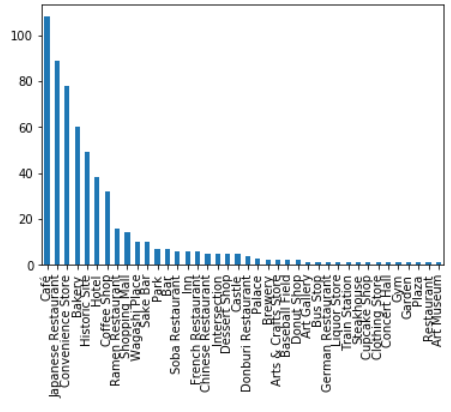 100
80
60
40
20
0
Café
Japanese Restaurant
Convenience Store
Bakery
Historic Site
Hotel
Coffee Shop
Ramen Restaurant
Shopping Mall
Wagashi Place
Sake Bar
Park
Bar
Soba Restaurant
Inn
French Restaurant
Chinese Restaurant
Intersection
Dessert Shop
Castle
Donburi Restaurant
Palace
Brewery
Arts & Crafts Store
Baseball Field
Donut Shop
Art Gallery
Bus Stop
German Restaurant
Liquor Store
Train Station
Steakhouse
Cupcake Shop
Clothing Store
Concert Hall
Gym
Garden
Plaza
Restaurant
Art Museum